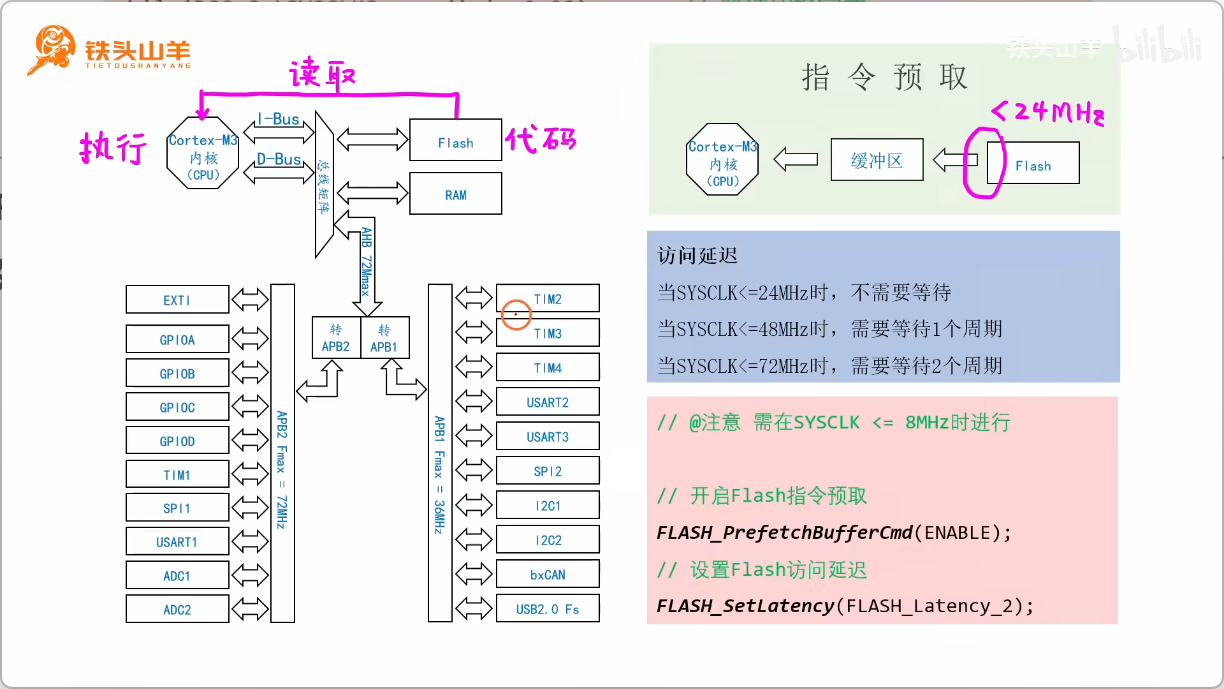 铁头山羊
TIETOUSHANYANG
读取
执行
Cortex-M3
内核
(CPU)
I-Bus
D-Bus
总线矩阵
Flash
代码
RAM
AHB 72Mmax
转
APB2
转
APB1
EXTI
GPIOA
GPIOB
GPIOC
GPIOD
TIM1
SPI1
USART1
ADC1
ADC2
APB2 Fmax = 72MHz
APB1 Fmax = 36MHz
TIM2
TIM3
TIM4
USART2
USART3
SPI2
I2C1
I2C2
bxCAN
USB2.0 Fs
铁头山羊 bilibili
指令预取
<24MHz
Cortex-M3
内核
(CPU)
缓冲区
Flash
访问延迟
当SYSCLK<=24MHz时，不需要等待
当SYSCLK<=48MHz时，需要等待1个周期
当SYSCLK<=72MHz时，需要等待2个周期
// @注意 需在SYSCLK <= 8MHz时进行
// 开启Flash指令预取
FLASH_PrefetchBufferCmd(ENABLE);
// 设置Flash访问延迟
FLASH_SetLatency(FLASH_Latency_2);